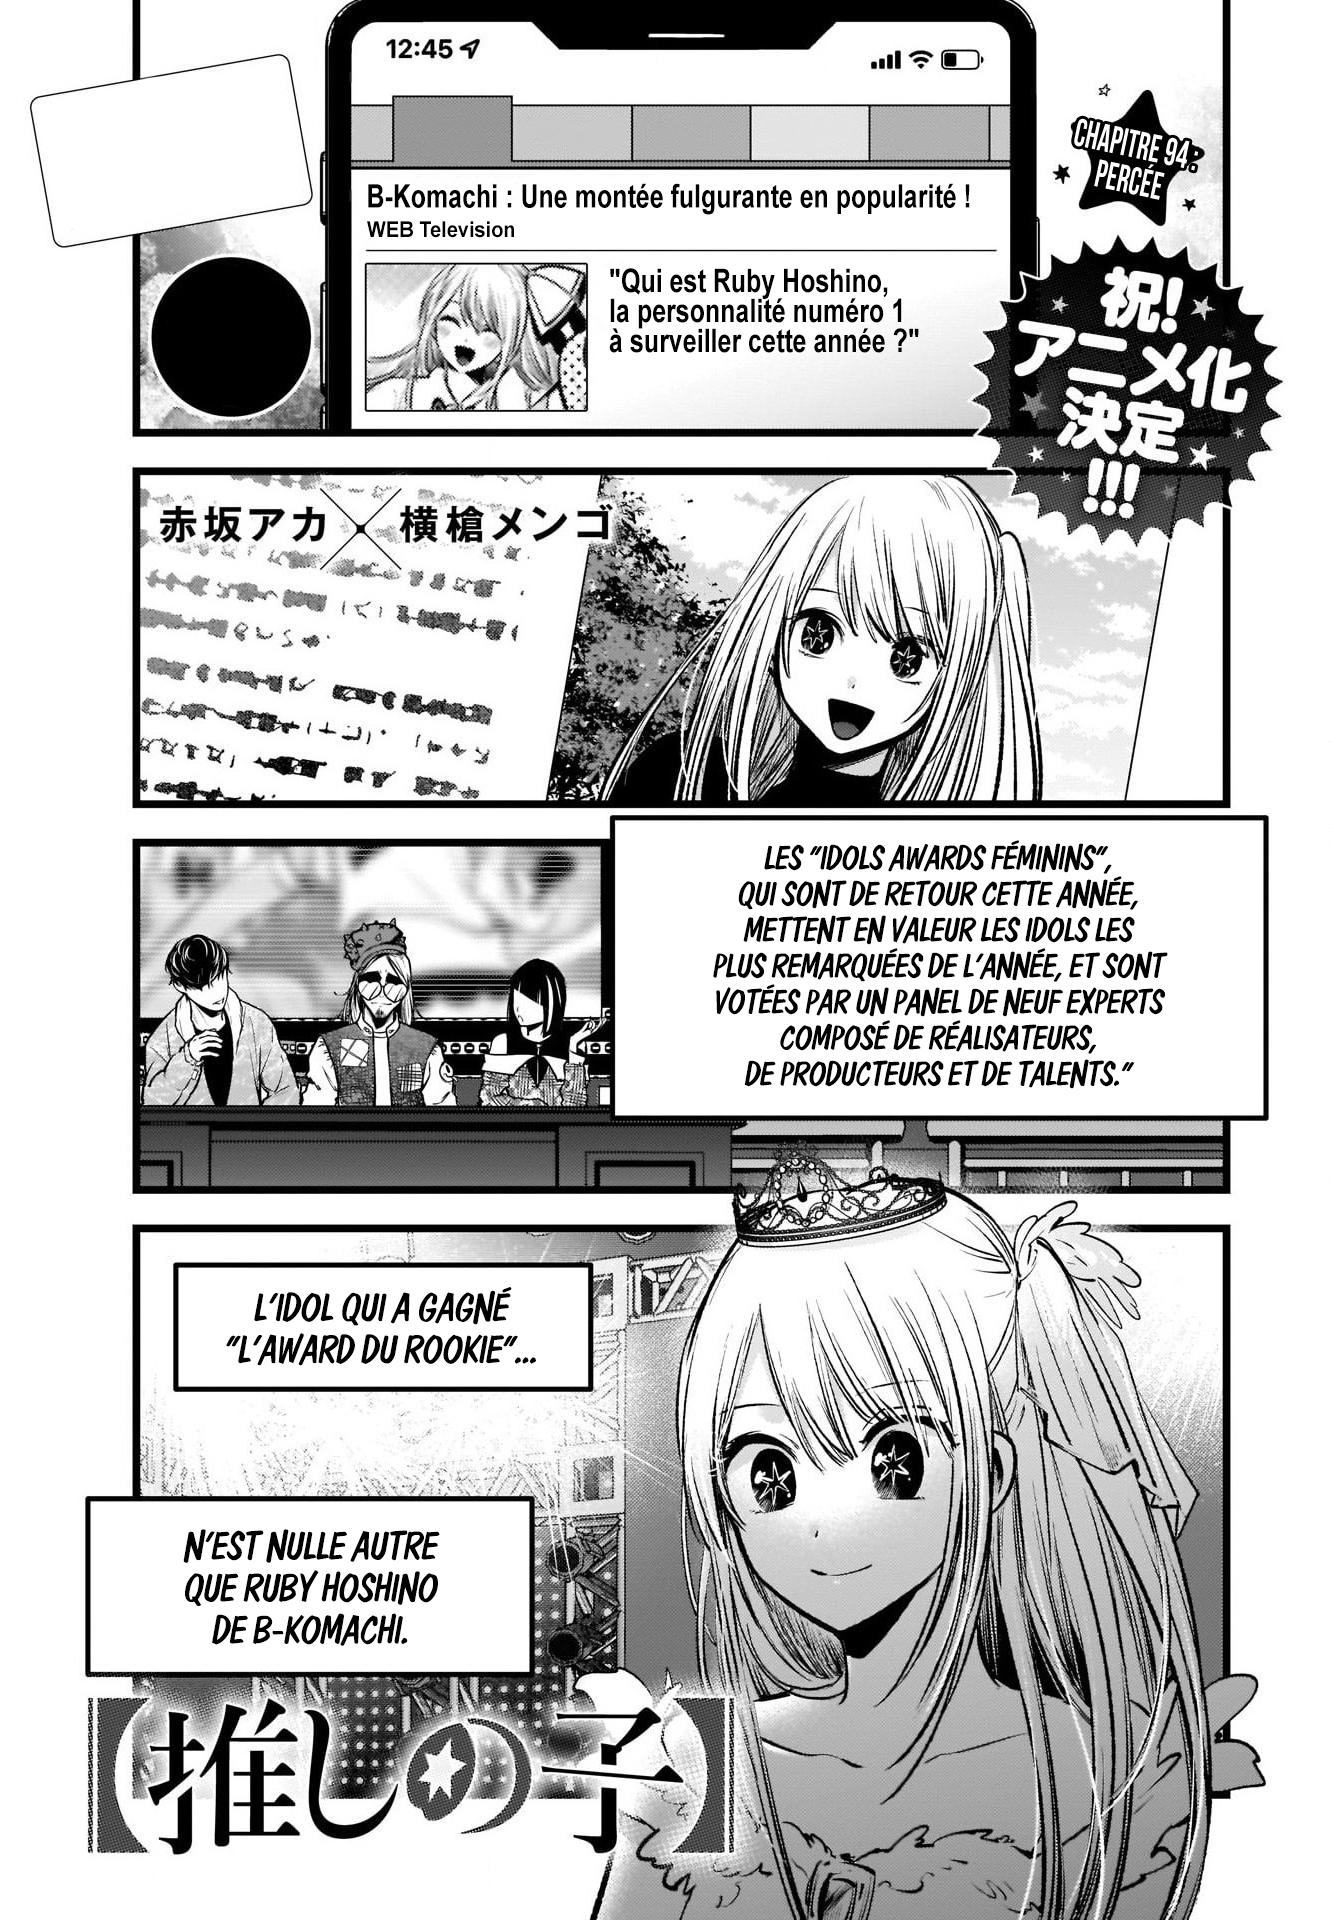 12:45
CHAPITRE 94 :
PERCÉE
B-Komachi : Une montée fulgurante en popularité !
WEB Television
"Qui est Ruby Hoshino,
la personnalité numéro 1
à surveiller cette année ?"
祝!
アニメ化
決定
!!!
赤坂アカ×横槍メンゴ
LES "IDOLS AWARDS FÉMININS",
QUI SONT DE RETOUR CETTE ANNÉE,
METTENT EN VALEUR LES IDOLS LES
PLUS REMARQUÉES DE L'ANNÉE, ET SONT
VOTÉES PAR UN PANEL DE NEUF EXPERTS
COMPOSÉ DE RÉALISATEURS,
DE PRODUCTEURS ET DE TALENTS."
L'IDOL QUI A GAGNÉ
"L'AWARD DU ROOKIE"...
N'EST NULLE AUTRE
QUE RUBY HOSHINO
DE B-KOMACHI.
【推しの子】